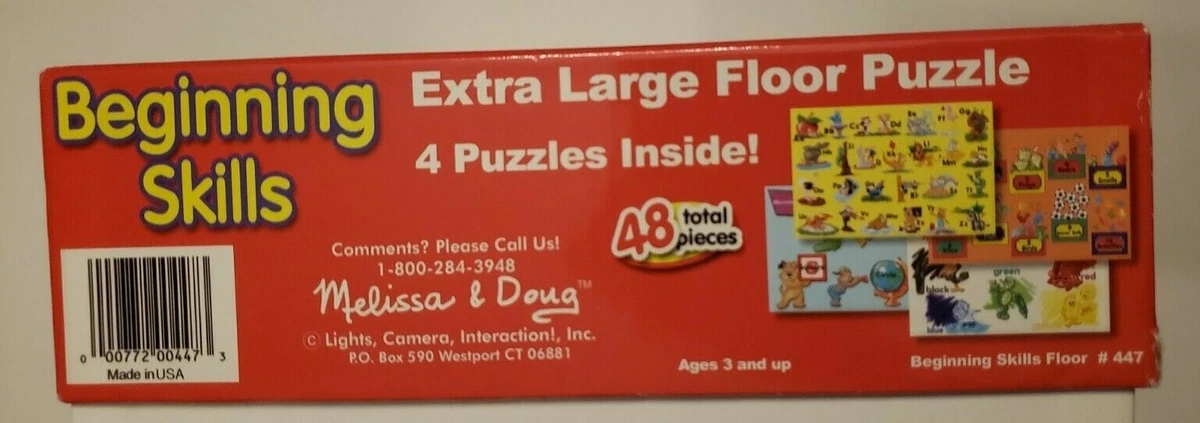 Beginning
Skills
Extra Large Floor Puzzle
4 Puzzles Inside!
48 total
pieces
Comments? Please Call Us!
1-800-284-3948
Melissa & Doug™
© Lights, Camera, Interaction!, Inc.
P.O. Box 590 Westport CT 06881
0 00772 00447 3
Made in USA
Ages 3 and up
Beginning Skills Floor # 447
black
green
red
blue